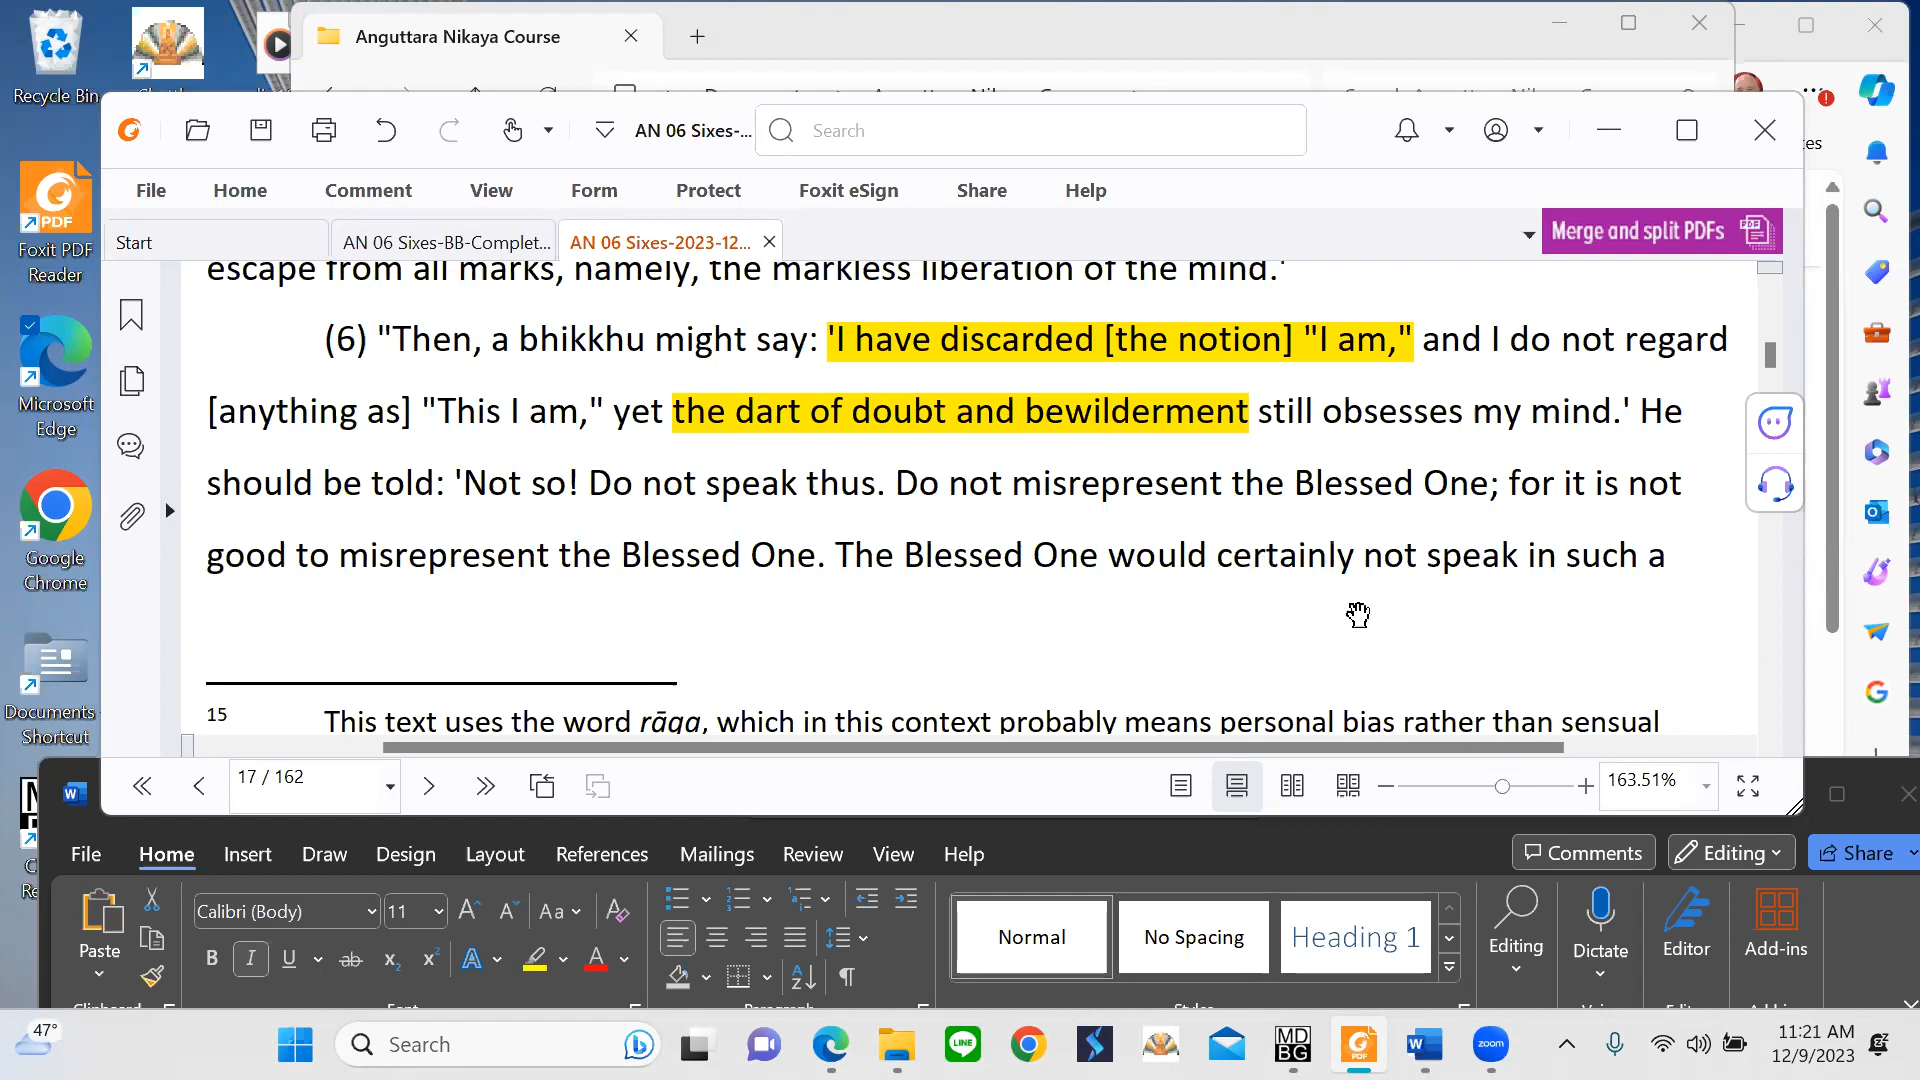 Recycle Bin
Anguttara Nikaya Course
AN 06 Sixes-...
Search
File
Home
Comment
View
Form
Protect
Foxit eSign
Share
Help
Start
AN 06 Sixes-BB-Complet...
AN 06 Sixes-2023-12...
Merge and split PDFs
Foxit PDF
Reader
Microsoft
Edge
Google
Chrome
Documents -
Shortcut
escape from all marks, namely, the markless liberation of the mind.'
(6) "Then, a bhikkhu might say: 'I have discarded [the notion] "I am," and I do not regard
[anything as] "This I am," yet the dart of doubt and bewilderment still obsesses my mind.' He
should be told: 'Not so! Do not speak thus. Do not misrepresent the Blessed One; for it is not
good to misrepresent the Blessed One. The Blessed One would certainly not speak in such a
15 This text uses the word rāga, which in this context probably means personal bias rather than sensual
17 / 162
163.51%
File
Home
Insert
Draw
Design
Layout
References
Mailings
Review
View
Help
Comments
Editing
Share
Paste
Calibri (Body)
11
Normal
No Spacing
Heading 1
Editing
Dictate
Editor
Add-ins
Clipboard
Font
Paragraph
Styles
47°
Search
LINE
MD
BG
PDF
zoom
11:21 AM
12/9/2023